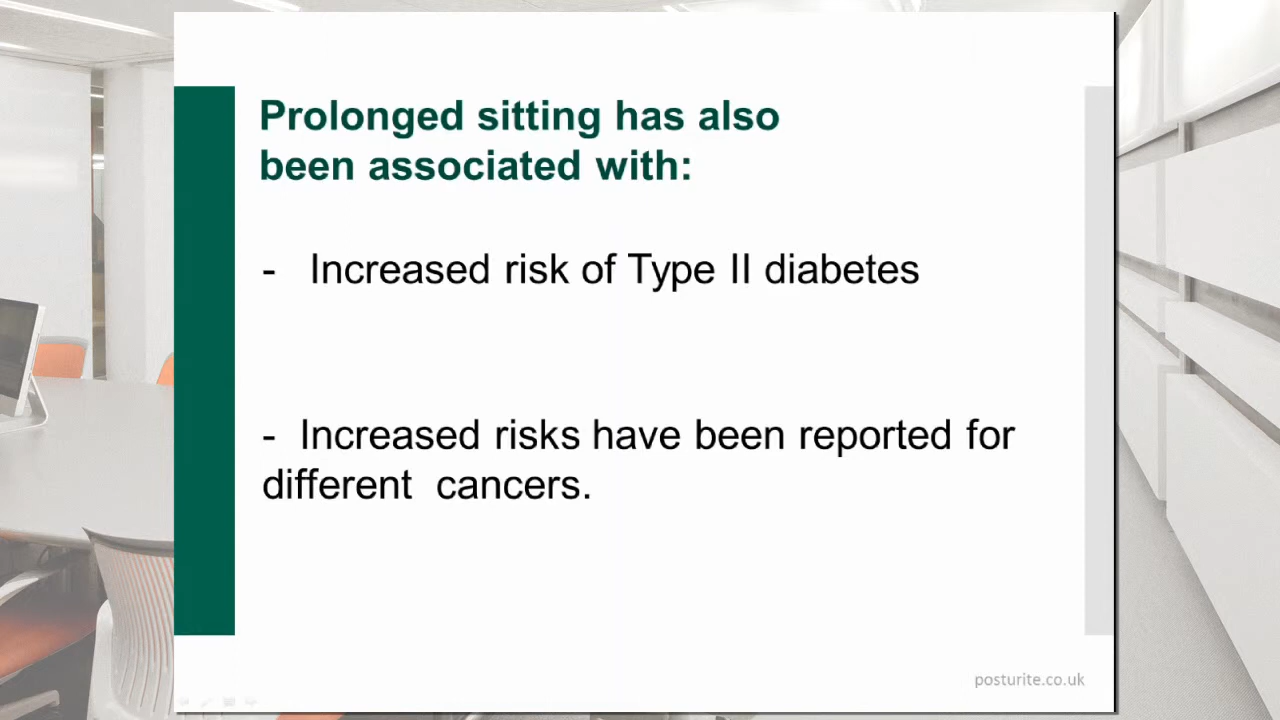 Prolonged sitting has also
been associated with:
- Increased risk of Type II diabetes
- Increased risks have been reported for
different cancers.
posturite.co.uk